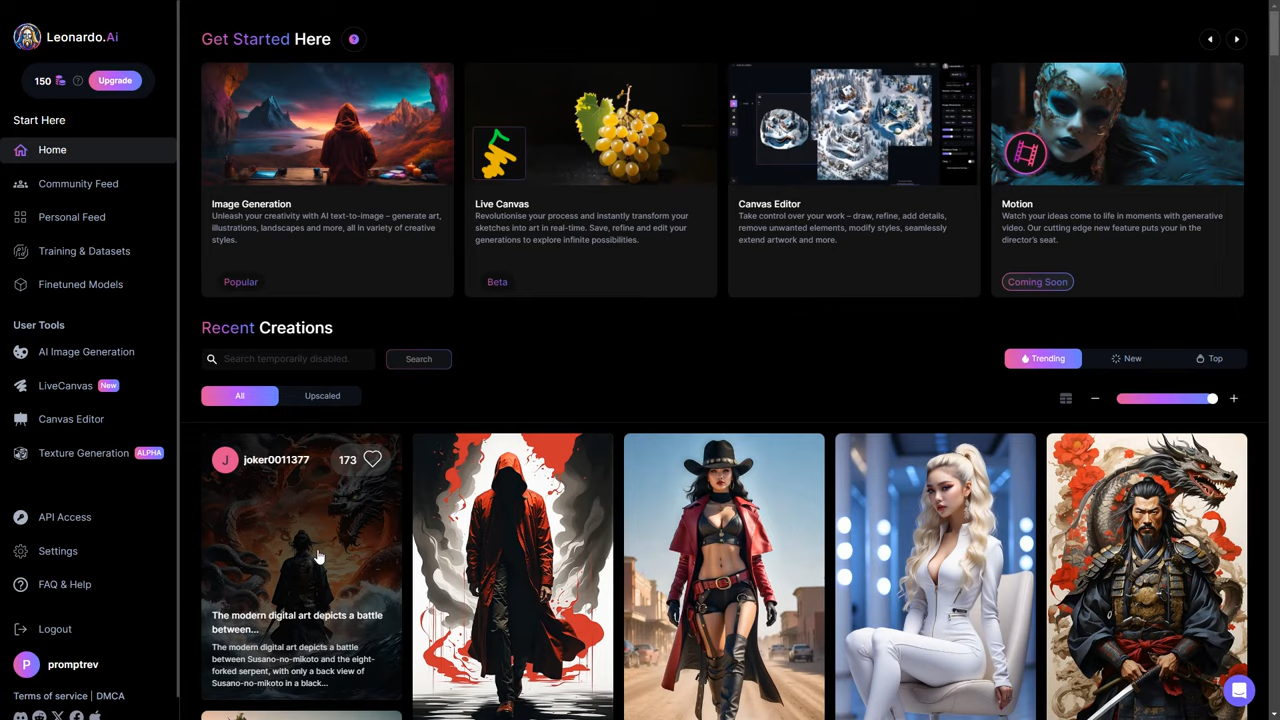 Leonardo.Ai
150
Upgrade
Start Here
Home
Community Feed
Personal Feed
Training & Datasets
Finetuned Models
User Tools
AI Image Generation
LiveCanvas New
Canvas Editor
Texture Generation ALPHA
API Access
Settings
FAQ & Help
Logout
P promptrev
Terms of service | DMCA
Get Started Here
Image Generation
Unleash your creativity with AI text-to-image – generate art,
illustrations, landscapes and more, all in variety of creative
styles.
Popular
Live Canvas
Revolutionise your process and instantly transform your
sketches into art in real-time. Save, refine and edit your
generations to explore infinite possibilities.
Beta
Canvas Editor
Take control over your work – draw, refine, add details,
remove unwanted elements, modify styles, seamlessly
extend artwork and more.
Motion
Watch your ideas come to life in moments with generative
video. Our cutting edge new feature puts your in the
director's seat.
Coming Soon
Recent Creations
Search temporarily disabled.
Search
Trending
New
Top
All
Upscaled
J joker0011377 173
The modern digital art depicts a battle
between...
The modern digital art depicts a battle
between Susano-no-mikoto and the eight-
forked serpent, with only a back view of
Susano-no-mikoto in a black...